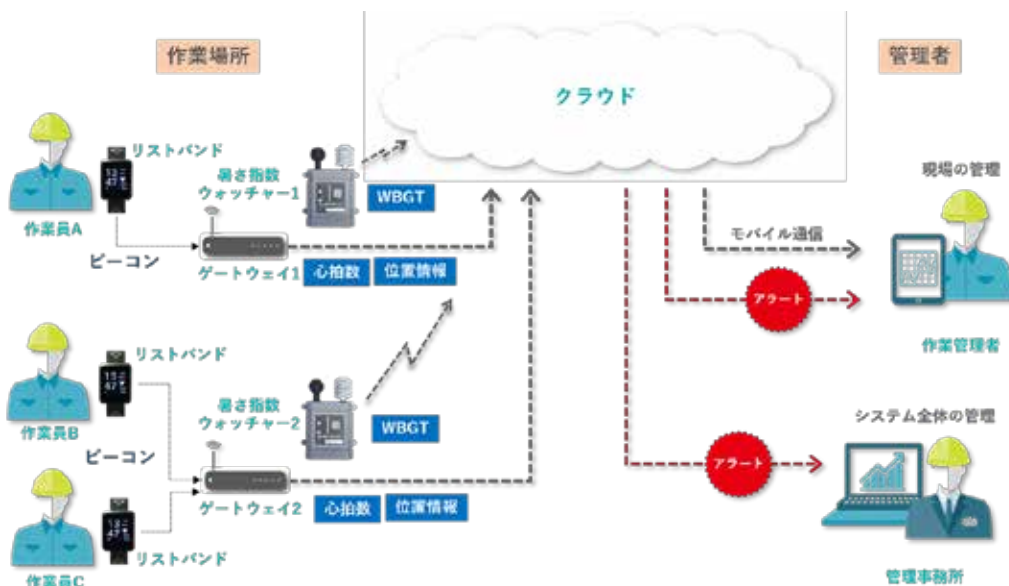 作業場所
管理者
クラウド
リストバンド
作業員A
ビーコン
暑さ指数
ウォッチャー1
WBGT
ゲートウェイ1
心拍数
位置情報
現場の管理
モバイル通信
アラート
作業管理者
リストバンド
作業員B
ビーコン
暑さ指数
ウォッチャー2
WBGT
ゲートウェイ2
心拍数
位置情報
リストバンド
作業員C
システム全体の管理
アラート
管理事務所